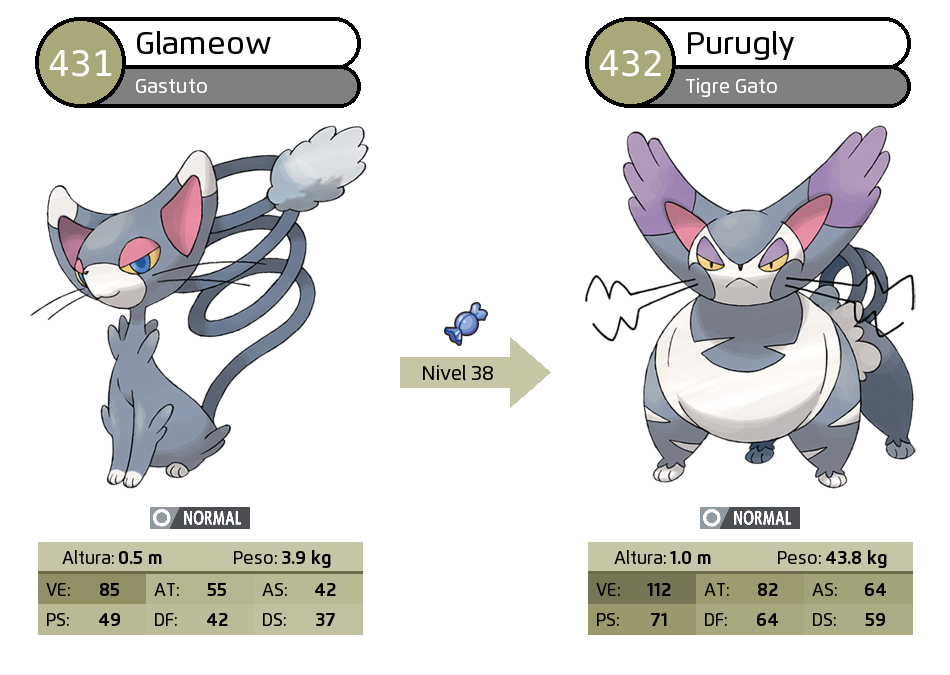 431 Glameow
Gastuto
432 Purugly
Tigre Gato
Nivel 38
NORMAL
NORMAL
Altura: 0.5 m Peso: 3.9 kg
VE: 85 AT: 55 AS: 42
PS: 49 DF: 42 DS: 37
Altura: 1.0 m Peso: 43.8 kg
VE: 112 AT: 82 AS: 64
PS: 71 DF: 64 DS: 59